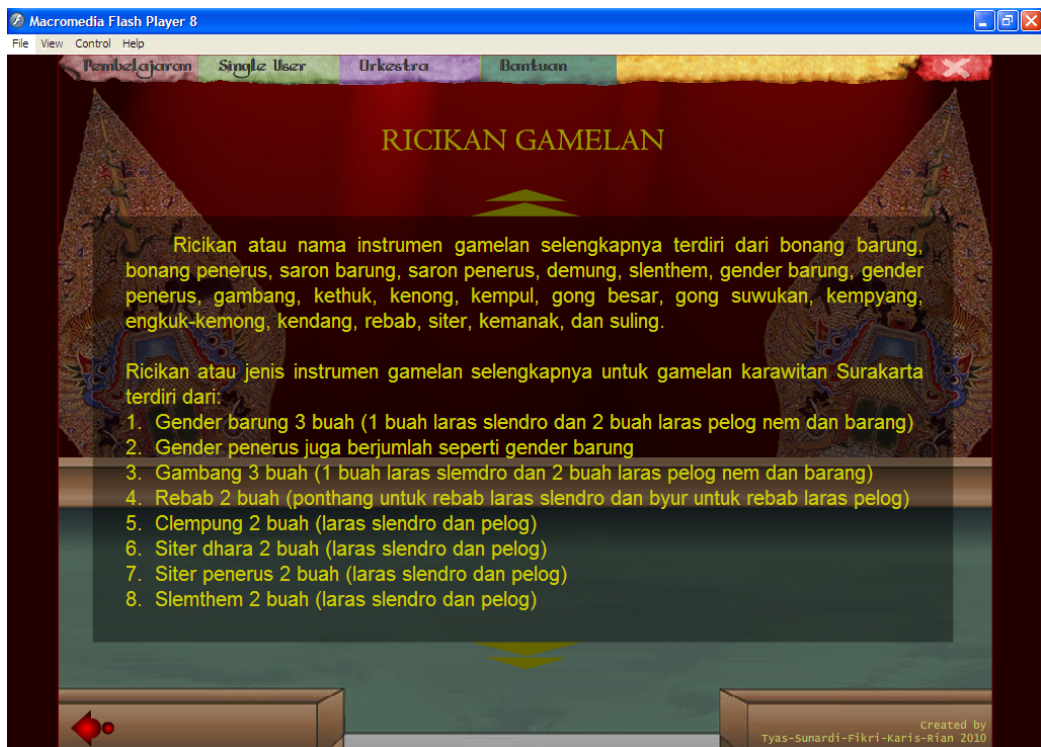 Macromedia Flash Player 8
File View Control Help
Pembelajaran Single User Orkestra Bantuan
RICIKAN GAMELAN
Ricikan atau nama instrumen gamelan selengkapnya terdiri dari bonang barung,
bonang penerus, saron barung, saron penerus, demung, slenthem, gender barung, gender
penerus, gambang, kethuk, kenong, kempul, gong besar, gong suwukan, kempyang,
engkuk-kemong, kendang, rebab, siter, kemanak, dan suling.
Ricikan atau jenis instrumen gamelan selengkapnya untuk gamelan karawitan Surakarta
terdiri dari:
1. Gender barung 3 buah (1 buah laras slendro dan 2 buah laras pelog nem dan barang)
2. Gender penerus juga berjumlah seperti gender barung
3. Gambang 3 buah (1 buah laras slemdro dan 2 buah laras pelog nem dan barang)
4. Rebab 2 buah (ponthang untuk rebab laras slendro dan byur untuk rebab laras pelog)
5. Clempung 2 buah (laras slendro dan pelog)
6. Siter dhara 2 buah (laras slendro dan pelog)
7. Siter penerus 2 buah (laras slendro dan pelog)
8. Slemthem 2 buah (laras slendro dan pelog)
Created by
Tyas-Sunardi-Fikri-Karis-Rian 2010